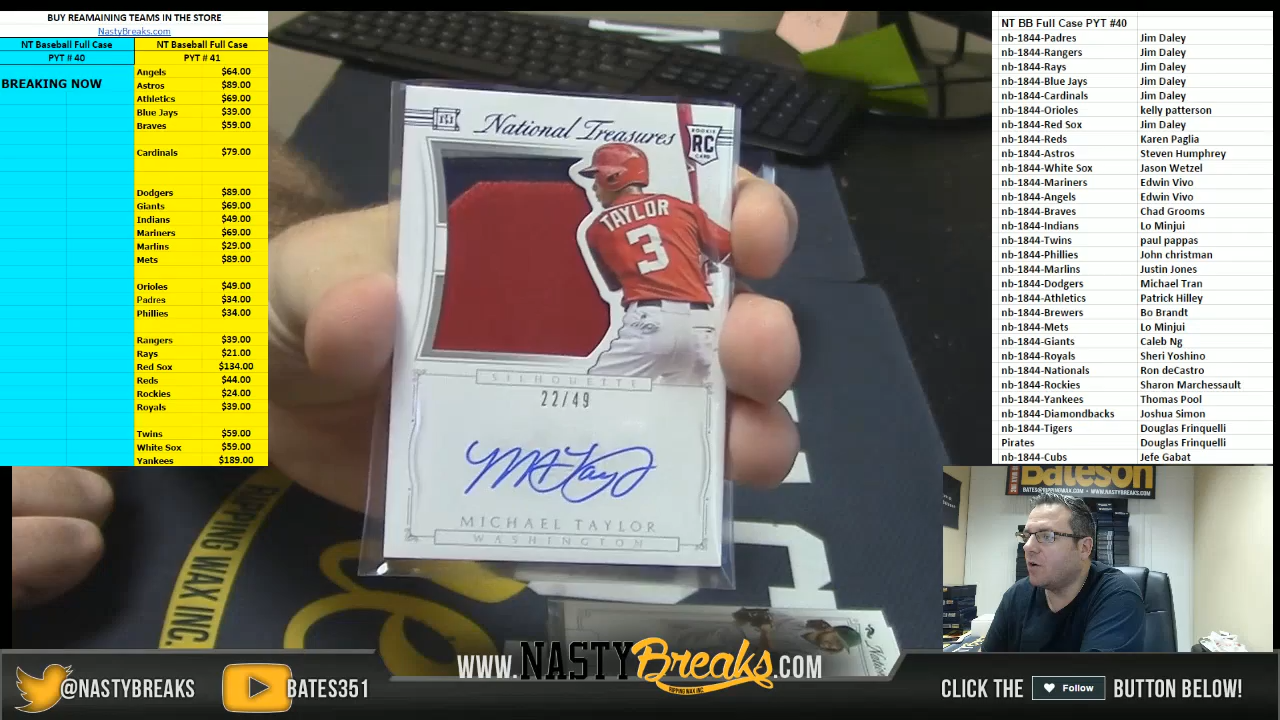 BUY REAMAINING TEAMS IN THE STORE
NastyBreaks.com
NT Baseball Full Case NT Baseball Full Case
PYT # 40 PYT # 41
BREAKING NOW
Angels $64.00
Astros $89.00
Athletics $69.00
Blue Jays $39.00
Braves $59.00
Cardinals $79.00
Dodgers $89.00
Giants $69.00
Indians $49.00
Mariners $69.00
Marlins $29.00
Mets $89.00
Orioles $49.00
Padres $34.00
Phillies $34.00
Rangers $39.00
Rays $21.00
Red Sox $134.00
Reds $44.00
Rockies $24.00
Royals $39.00
Twins $59.00
White Sox $59.00
Yankees $189.00
National Treasures
ROOKIE
RC
CARD
TAYLOR
3
SILHOUETTE
22/49
MICHAEL TAYLOR
WASHINGTON
RIPPING WAX INC.
NT BB Full Case PYT #40
nb-1844-Padres Jim Daley
nb-1844-Rangers Jim Daley
nb-1844-Rays Jim Daley
nb-1844-Blue Jays Jim Daley
nb-1844-Cardinals Jim Daley
nb-1844-Orioles kelly patterson
nb-1844-Red Sox Jim Daley
nb-1844-Reds Karen Paglia
nb-1844-Astros Steven Humphrey
nb-1844-White Sox Jason Wetzel
nb-1844-Mariners Edwin Vivo
nb-1844-Angels Edwin Vivo
nb-1844-Braves Chad Grooms
nb-1844-Indians Lo Minjui
nb-1844-Twins paul pappas
nb-1844-Phillies John christman
nb-1844-Marlins Justin Jones
nb-1844-Dodgers Michael Tran
nb-1844-Athletics Patrick Hilley
nb-1844-Brewers Bo Brandt
nb-1844-Mets Lo Minjui
nb-1844-Giants Caleb Ng
nb-1844-Royals Sheri Yoshino
nb-1844-Nationals Ron deCastro
nb-1844-Rockies Sharon Marchessault
nb-1844-Yankees Thomas Pool
nb-1844-Diamondbacks Joshua Simon
nb-1844-Tigers Douglas Frinquelli
Pirates Douglas Frinquelli
nb-1844-Cubs Jefe Gabat
Bateson
BATES@RIPPINGWAX.COM • WWW.NASTYBREAKS.COM
@NASTYBREAKS
BATES351
WWW.NASTYBreaks.COM
RIPPING WAX INC.
CLICK THE Follow BUTTON BELOW!